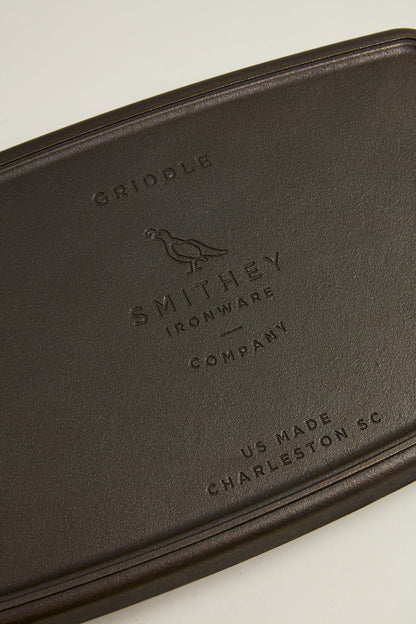 GRIDDLE
SMITHEY
IRONWARE
COMPANY
US MADE
CHARLESTON SC